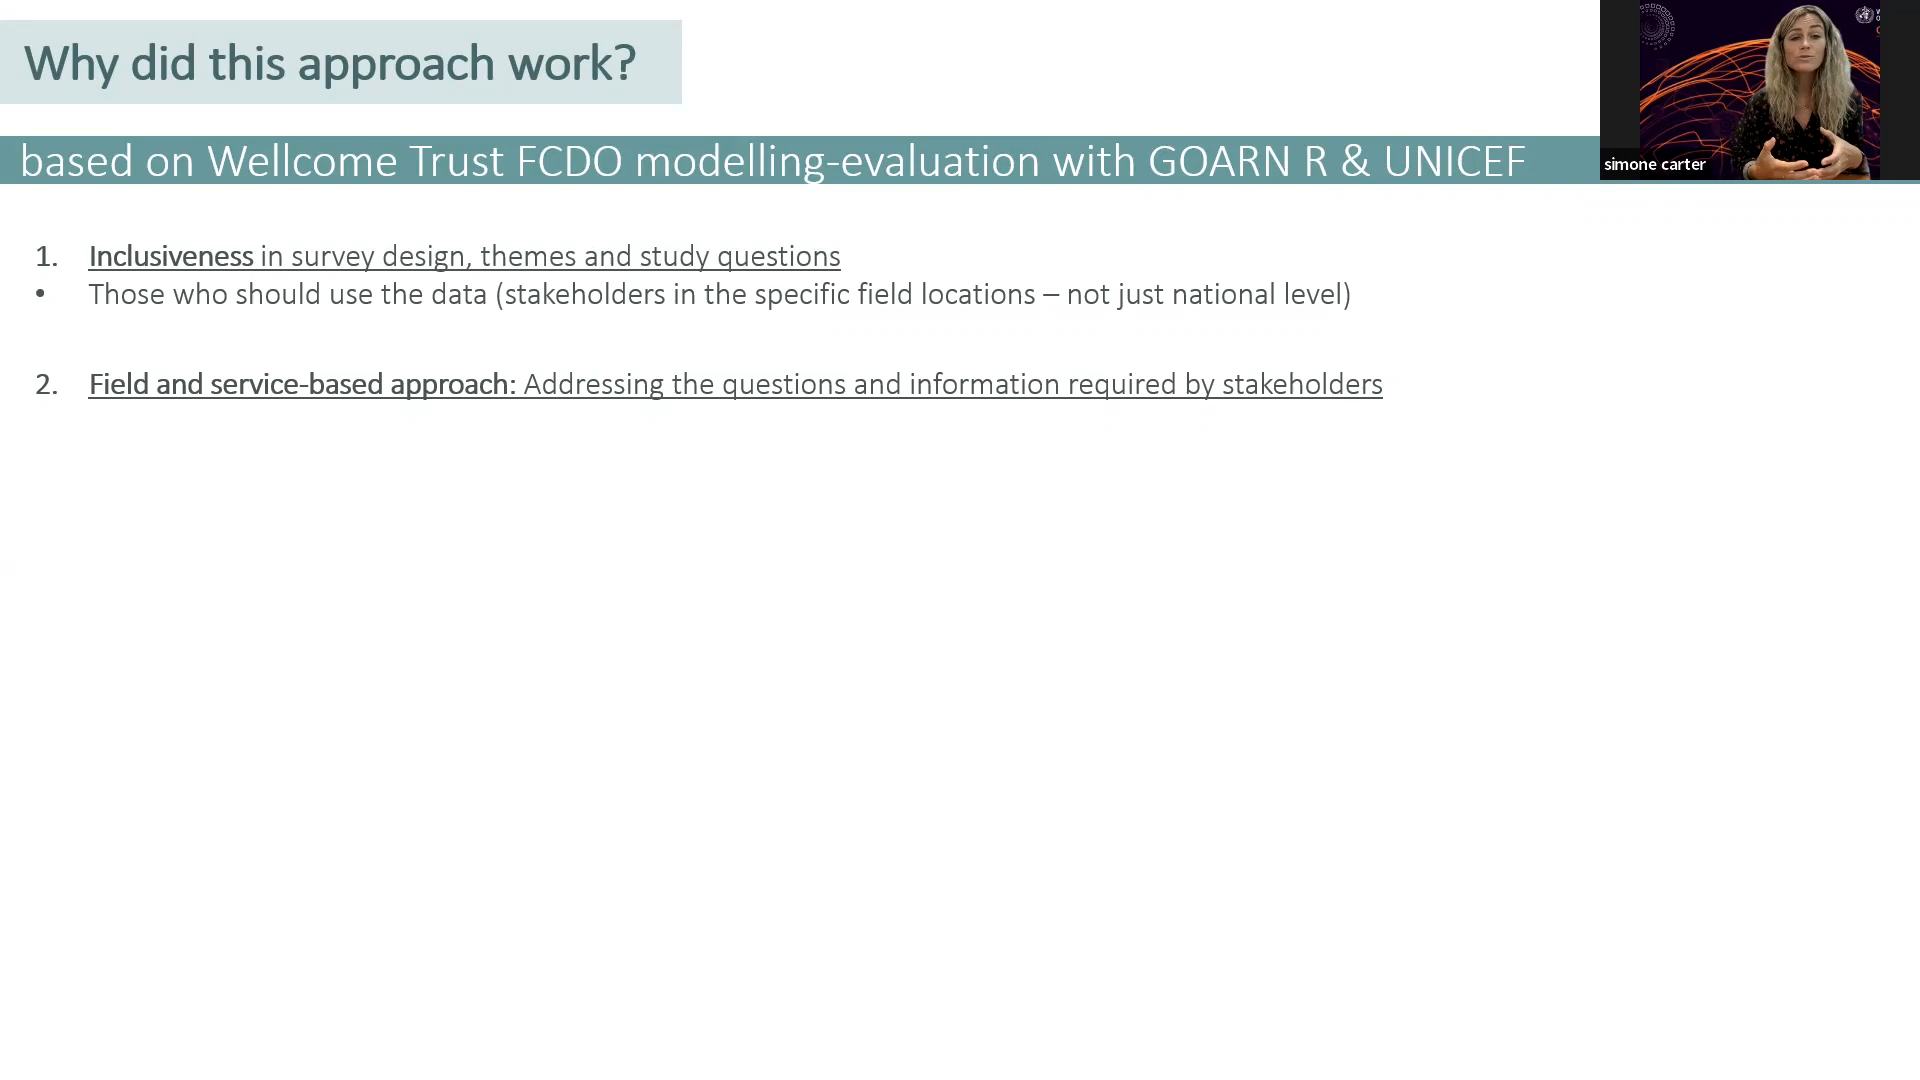 Why did this approach work?
based on Wellcome Trust FCDO modelling-evaluation with GOARN R & UNICEF
simone carter
1. Inclusiveness in survey design, themes and study questions
• Those who should use the data (stakeholders in the specific field locations – not just national level)
2. Field and service-based approach: Addressing the questions and information required by stakeholders